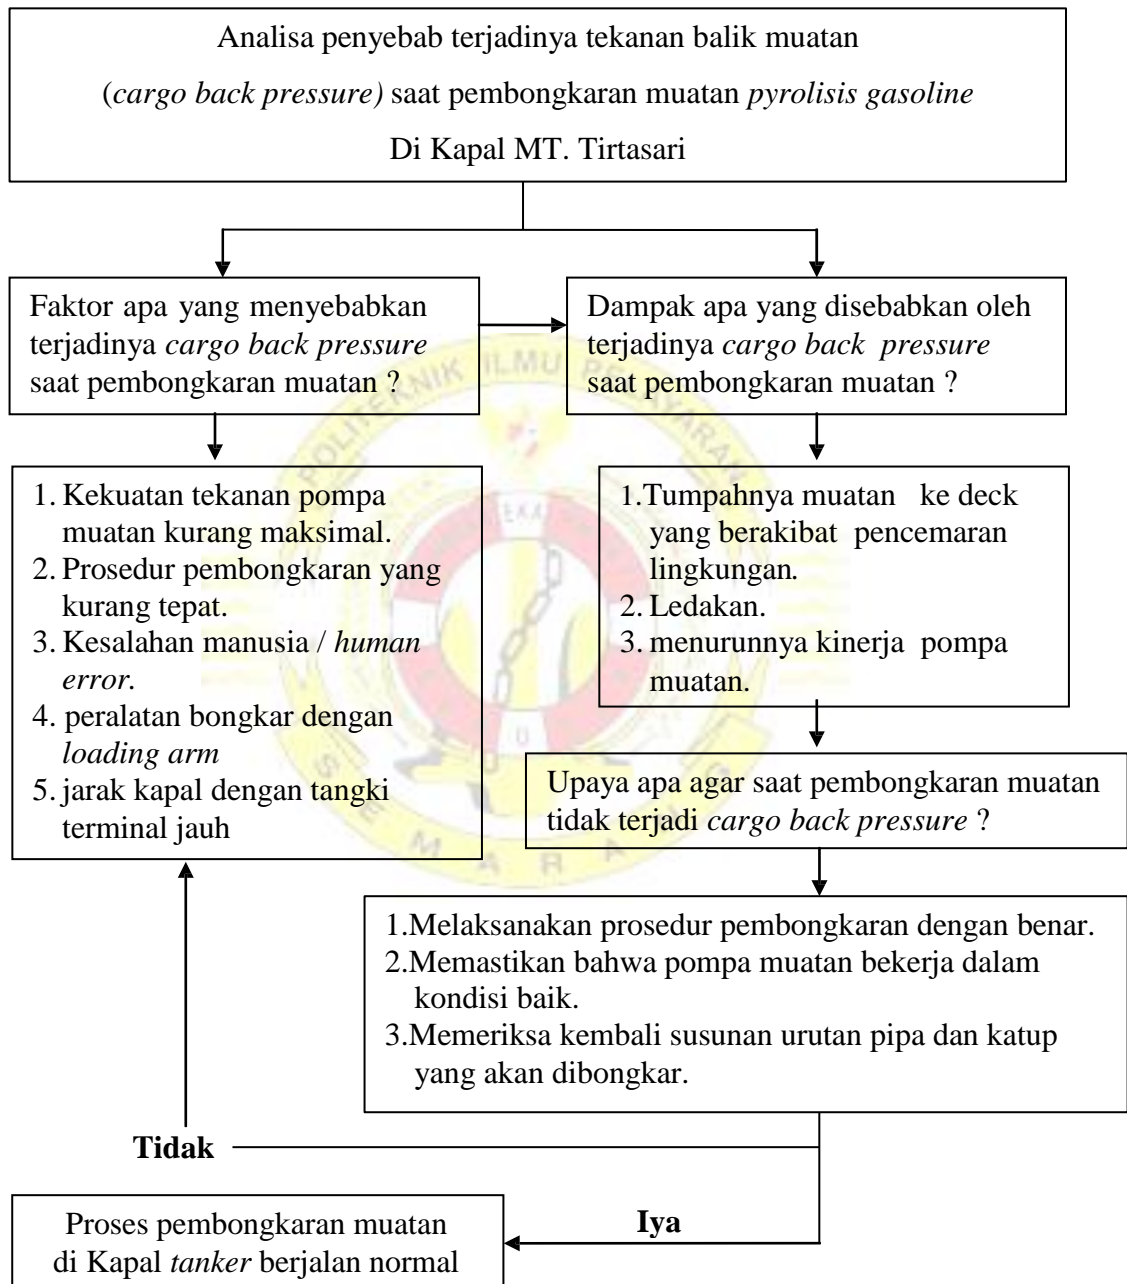 Analisa penyebab terjadinya tekanan balik muatan
(cargo back pressure) saat pembongkaran muatan pyrolisis gasoline
Di Kapal MT. Tirtasari
Faktor apa yang menyebabkan
terjadinya cargo back pressure
saat pembongkaran muatan ?
Dampak apa yang disebabkan oleh
terjadinya cargo back pressure
saat pembongkaran muatan ?
POLITEKNIK ILMU PELAYARAN
SEMARANG
1. Kekuatan tekanan pompa
muatan kurang maksimal.
2. Prosedur pembongkaran yang
kurang tepat.
3. Kesalahan manusia / human
error.
4. peralatan bongkar dengan
loading arm
5. jarak kapal dengan tangki
terminal jauh
1.Tumpahnya muatan ke deck
yang berakibat pencemaran
lingkungan.
2. Ledakan.
3. menurunnya kinerja pompa
muatan.
Upaya apa agar saat pembongkaran muatan
tidak terjadi cargo back pressure ?
1.Melaksanakan prosedur pembongkaran dengan benar.
2.Memastikan bahwa pompa muatan bekerja dalam
kondisi baik.
3.Memeriksa kembali susunan urutan pipa dan katup
yang akan dibongkar.
Tidak
Iya
Proses pembongkaran muatan
di Kapal tanker berjalan normal